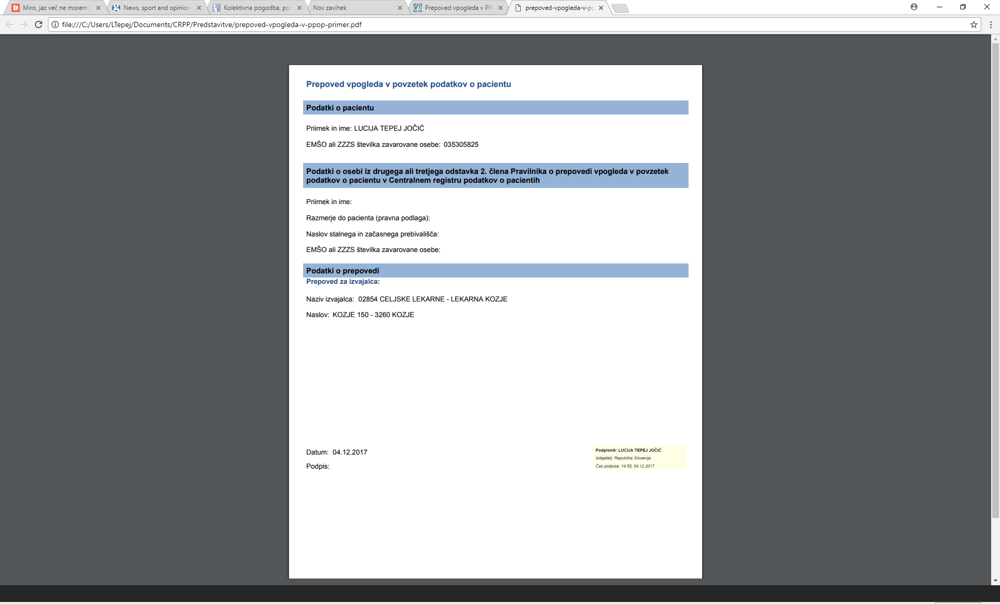 Miro, jaz več ne morem
News, sport and opinion
Kolektivna pogodba, po
Nov zavihek
Prepoved vpogleda v PP
prepoved-vpogleda-v-pp
file:///C:/Users/LTepej/Documents/CRPP/Predstavitve/prepoved-vpogleda-v-ppop-primer.pdf
Prepoved vpogleda v povzetek podatkov o pacientu
Podatki o pacientu
Priimek in ime: LUCIJA TEPEJ JOČIĆ
EMŠO ali ZZZS številka zavarovane osebe: 035305825
Podatki o osebi iz drugega ali tretjega odstavka 2. člena Pravilnika o prepovedi vpogleda v povzetek
podatkov o pacientu v Centralnem registru podatkov o pacientih
Priimek in ime:
Razmerje do pacienta (pravna podlaga):
Naslov stalnega in začasnega prebivališča:
EMŠO ali ZZZS številka zavarovane osebe:
Podatki o prepovedi
Prepoved za izvajalca:
Naziv izvajalca: 02854 CELJSKE LEKARNE - LEKARNA KOZJE
Naslov: KOZJE 150 - 3260 KOZJE
Datum: 04.12.2017
Podpis:
Podpisnik: LUCIJA TEPEJ JOČIĆ
Izdajatelj: Republika Slovenija
Čas podpisa: 14:55, 04.12.2017